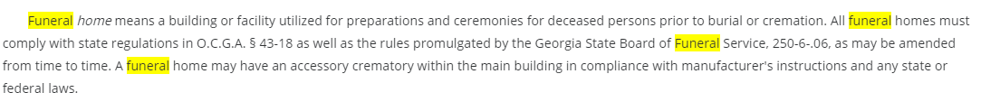 Funeral home means a building or facility utilized for preparations and ceremonies for deceased persons prior to burial or cremation. All funeral homes must
comply with state regulations in O.C.G.A. § 43-18 as well as the rules promulgated by the Georgia State Board of Funeral Service, 250-6-.06, as may be amended
from time to time. A funeral home may have an accessory crematory within the main building in compliance with manufacturer's instructions and any state or
federal laws.